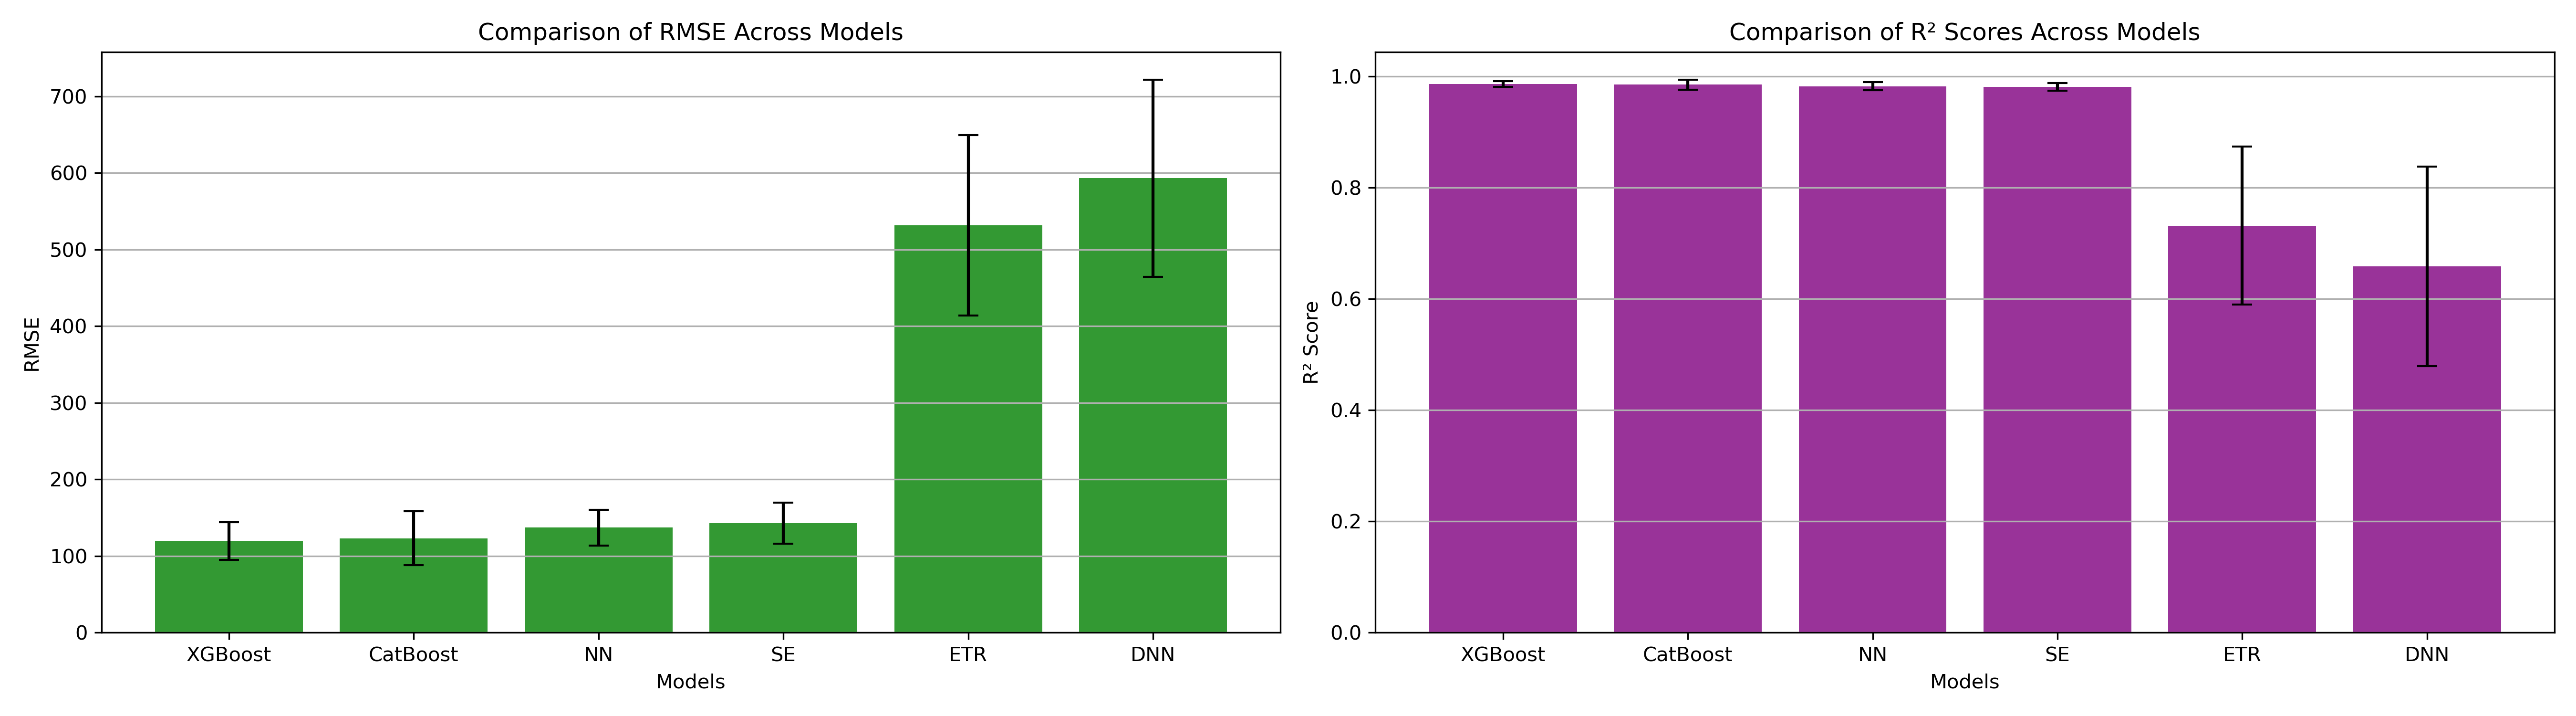 Comparison of RMSE Across Models
RMSE
700
600
500
400
300
200
100
0
XGBoost CatBoost NN SE ETR DNN
Models
Comparison of R² Scores Across Models
R² Score
1.0
0.8
0.6
0.4
0.2
0.0
XGBoost CatBoost NN SE ETR DNN
Models